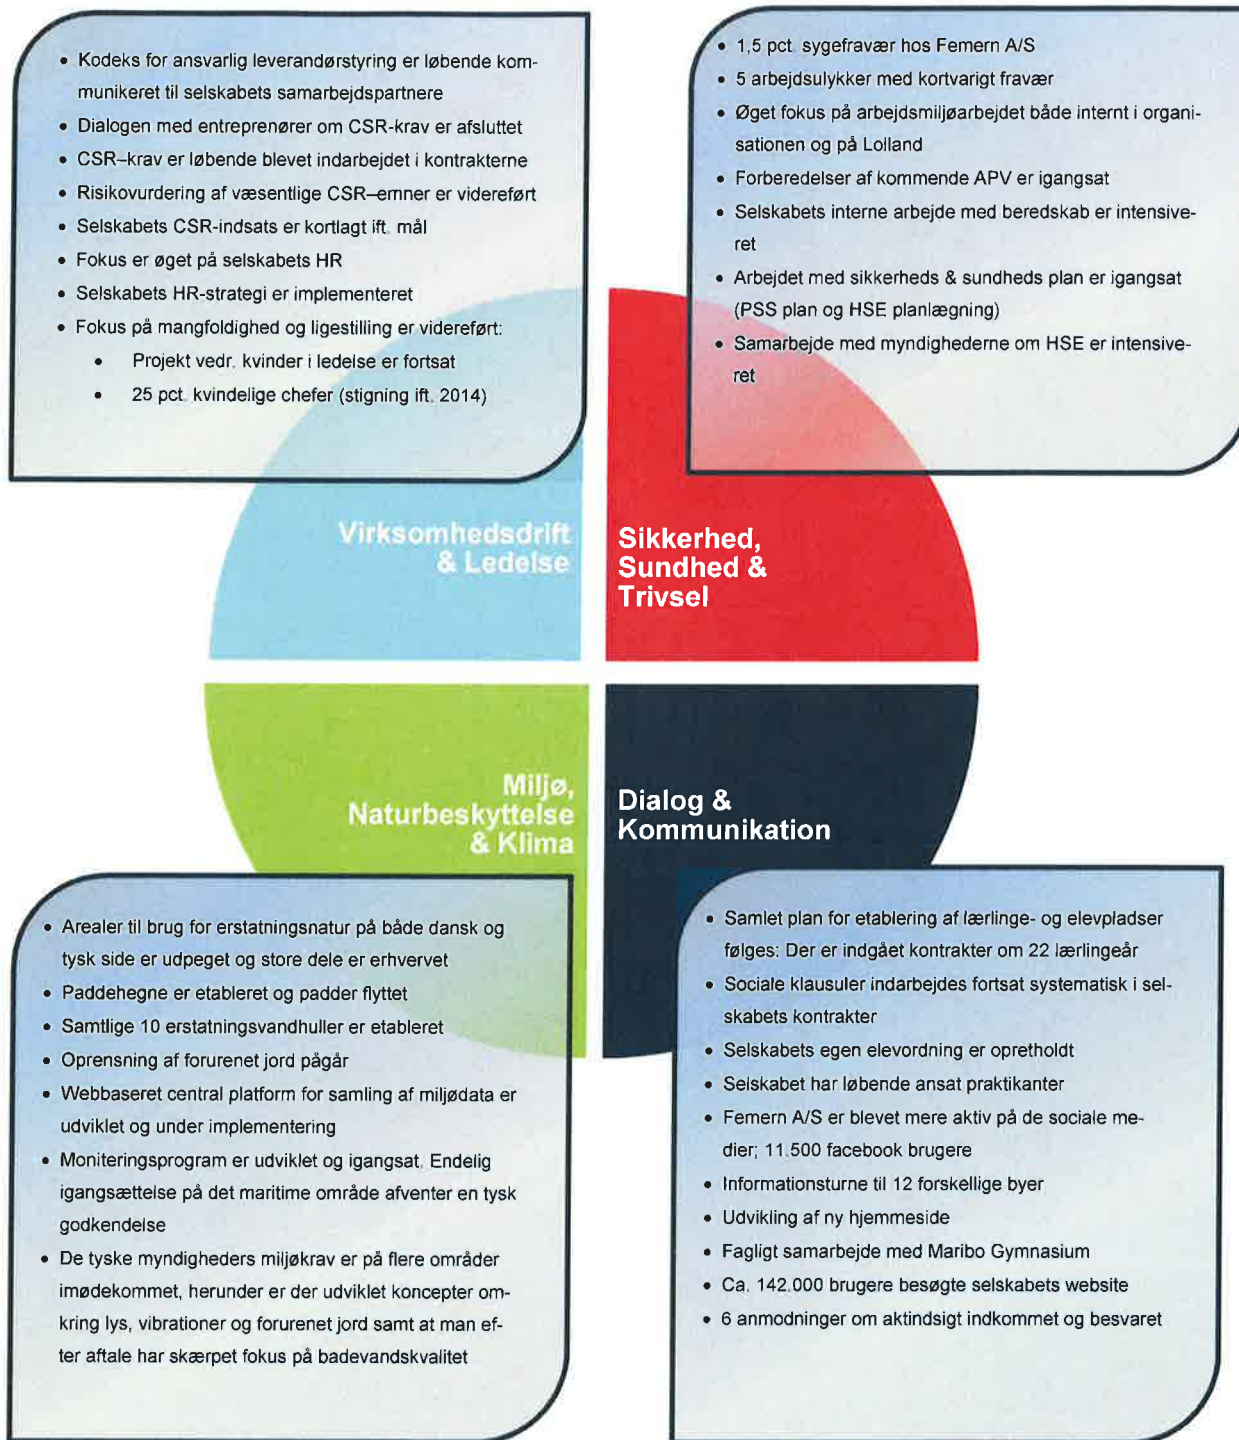 • Kodeks for ansvarlig leverandørstyring er løbende kom-
munikeret til selskabets samarbejdspartnere
• Dialogen med entreprenører om CSR-krav er afsluttet
• CSR–krav er løbende blevet indarbejdet i kontrakterne
• Risikovurdering af væsentlige CSR–emner er videreført
• Selskabets CSR-indsats er kortlagt ift. mål
• Fokus er øget på selskabets HR
• Selskabets HR-strategi er implementeret
• Fokus på mangfoldighed og ligestilling er videreført:
• Projekt vedr. kvinder i ledelse er fortsat
• 25 pct. kvindelige chefer (stigning ift. 2014)
• 1,5 pct. sygefravær hos Femern A/S
• 5 arbejdsulykker med kortvarigt fravær
• Øget fokus på arbejdsmiljøarbejdet både internt i organi-
sationen og på Lolland
• Forberedelser af kommende APV er igangsat
• Selskabets interne arbejde med beredskab er intensive-
ret
• Arbejdet med sikkerheds & sundheds plan er igangsat
(PSS plan og HSE planlægning)
• Samarbejde med myndighederne om HSE er intensive-
ret
Virksomhedsdrift
& Ledelse
Sikkerhed,
Sundhed &
Trivsel
Miljø,
Naturbeskyttelse
& Klima
Dialog &
Kommunikation
• Arealer til brug for erstatningsnatur på både dansk og
tysk side er udpeget og store dele er erhvervet
• Paddehegne er etableret og padder flyttet
• Samtlige 10 erstatningsvandhuller er etableret
• Oprensning af forurenet jord pågår
• Webbaseret central platform for samling af miljødata er
udviklet og under implementering
• Moniteringsprogram er udviklet og igangsat. Endelig
igangsættelse på det maritime område afventer en tysk
godkendelse
• De tyske myndigheders miljøkrav er på flere områder
imødekommet, herunder er der udviklet koncepter om-
kring lys, vibrationer og forurenet jord samt at man ef-
ter aftale har skærpet fokus på badevandskvalitet
• Samlet plan for etablering af lærlinge- og elevpladser
følges: Der er indgået kontrakter om 22 lærlingeår
• Sociale klausuler indarbejdes fortsat systematisk i sel-
skabets kontrakter
• Selskabets egen elevordning er opretholdt
• Selskabet har løbende ansat praktikanter
• Femern A/S er blevet mere aktiv på de sociale me-
dier; 11.500 facebook brugere
• Informationsturne til 12 forskellige byer
• Udvikling af ny hjemmeside
• Fagligt samarbejde med Maribo Gymnasium
• Ca. 142.000 brugere besøgte selskabets website
• 6 anmodninger om aktindsigt indkommet og besvaret